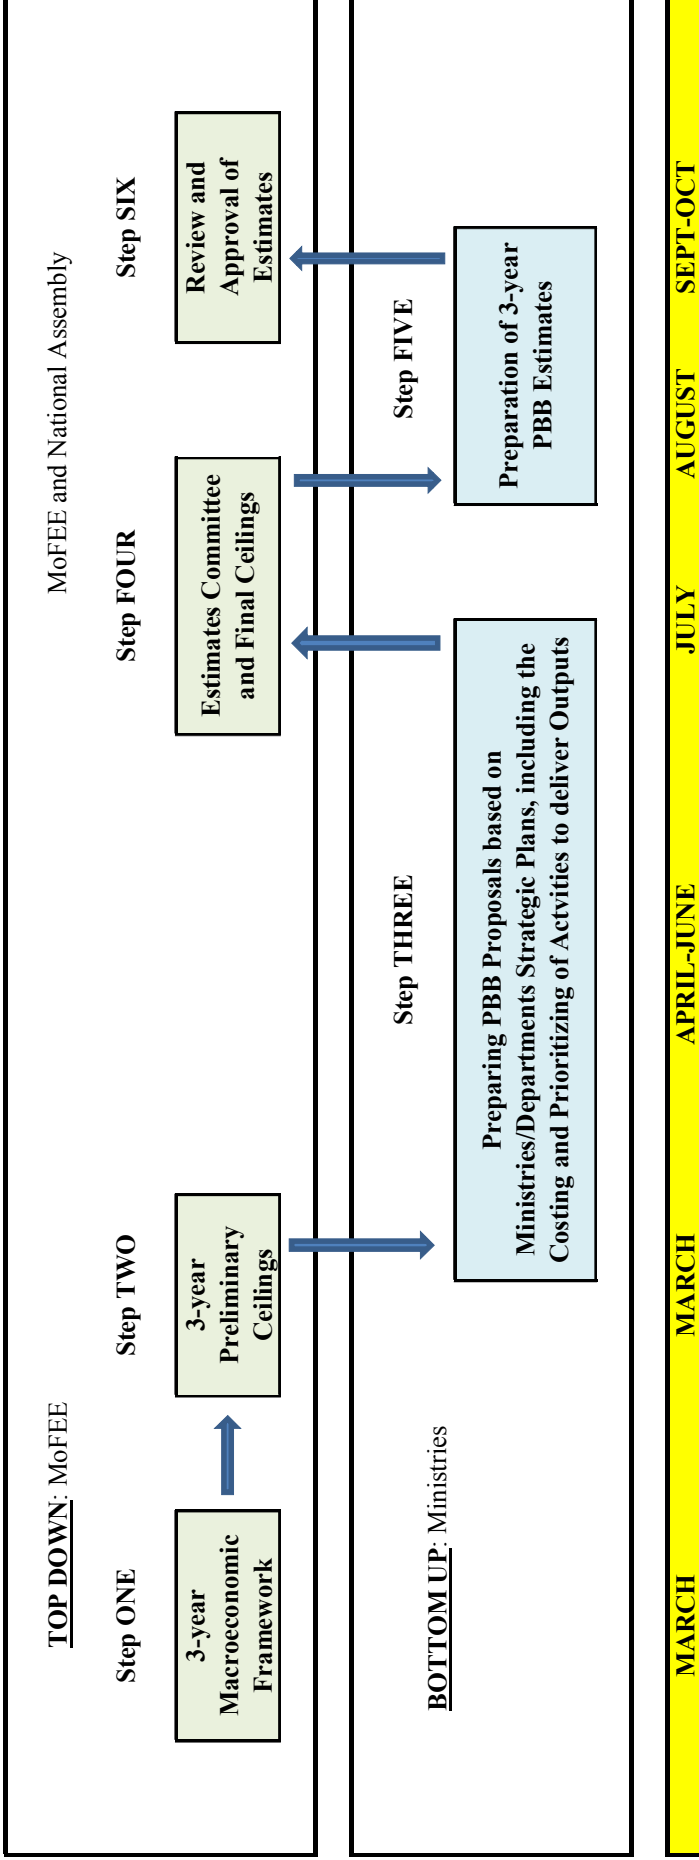 TOP DOWN: MoFEE
MoFEE and National Assembly
Step ONE
Step TWO
Step FOUR
Step SIX
3-year
Macroeconomic
Framework
3-year
Preliminary
Ceilings
Estimates Committee
and Final Ceilings
Review and
Approval of
Estimates
BOTTOM UP: Ministries
Step THREE
Step FIVE
Preparing PBB Proposals based on
Ministries/Departments Strategic Plans, including the
Costing and Prioritizing of Actvities to deliver Outputs
Preparation of 3-year
PBB Estimates
MARCH
MARCH
APRIL-JUNE
JULY
AUGUST
SEPT-OCT